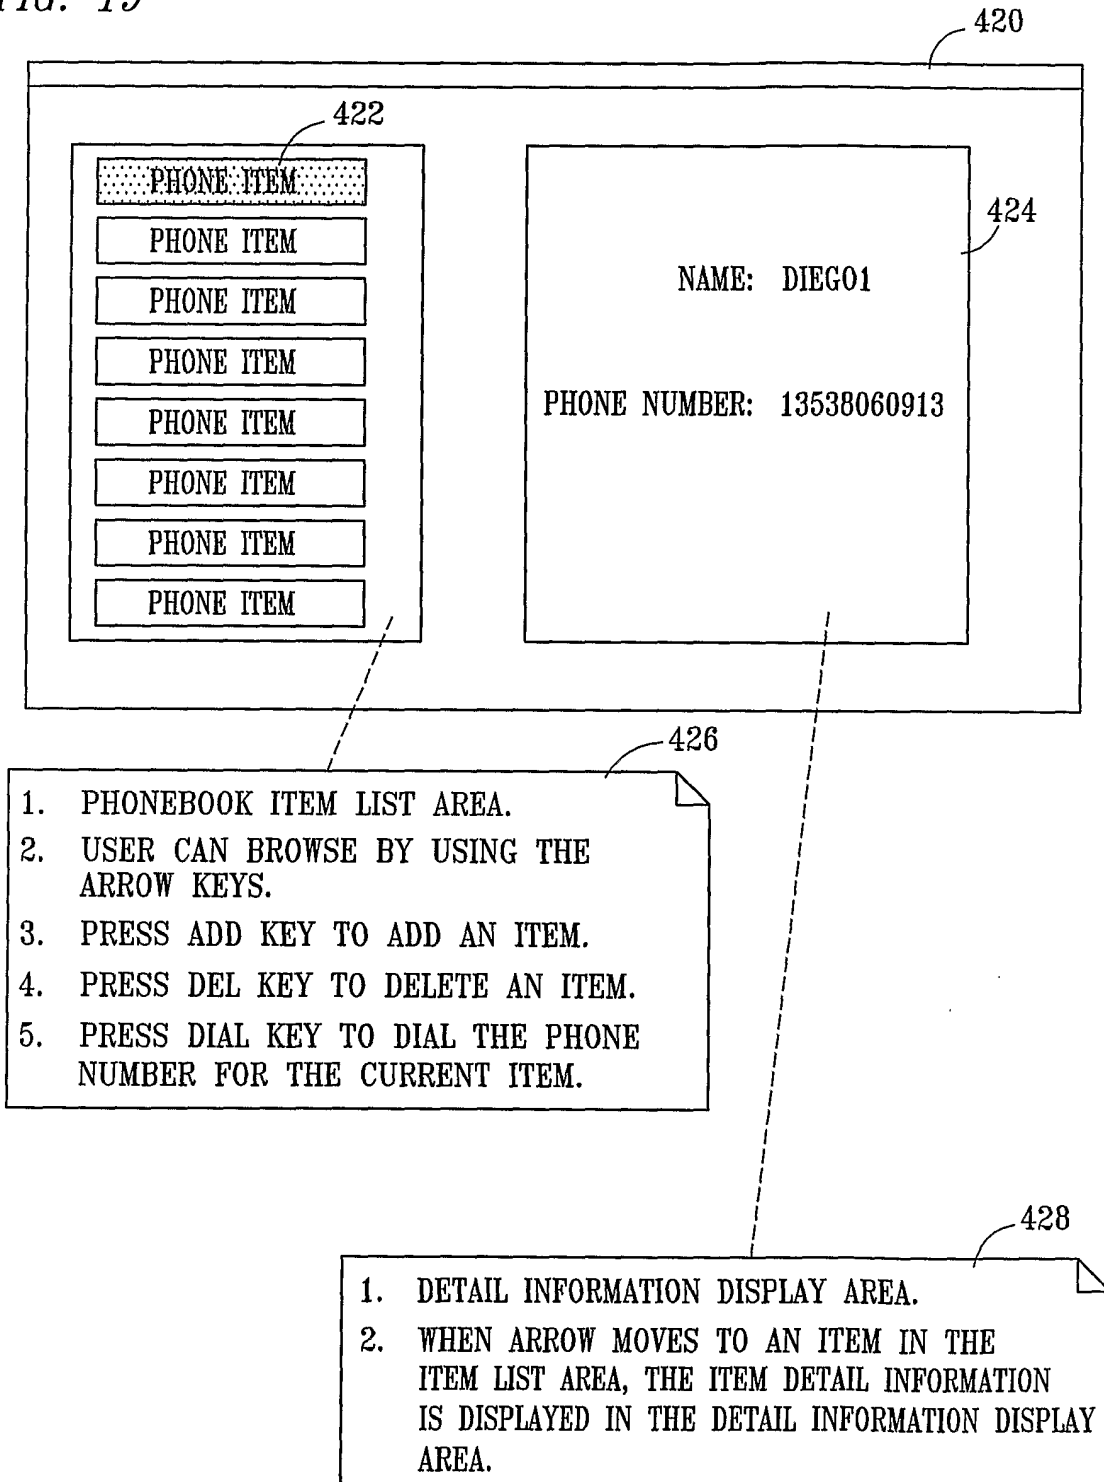 FIG. 19
420
422
PHONE ITEM
PHONE ITEM
PHONE ITEM
PHONE ITEM
PHONE ITEM
PHONE ITEM
PHONE ITEM
PHONE ITEM
424
NAME: DIEGO1
PHONE NUMBER: 13538060913
426
1. PHONEBOOK ITEM LIST AREA.
2. USER CAN BROWSE BY USING THE
ARROW KEYS.
3. PRESS ADD KEY TO ADD AN ITEM.
4. PRESS DEL KEY TO DELETE AN ITEM.
5. PRESS DIAL KEY TO DIAL THE PHONE
NUMBER FOR THE CURRENT ITEM.
428
1. DETAIL INFORMATION DISPLAY AREA.
2. WHEN ARROW MOVES TO AN ITEM IN THE
ITEM LIST AREA, THE ITEM DETAIL INFORMATION
IS DISPLAYED IN THE DETAIL INFORMATION DISPLAY
AREA.